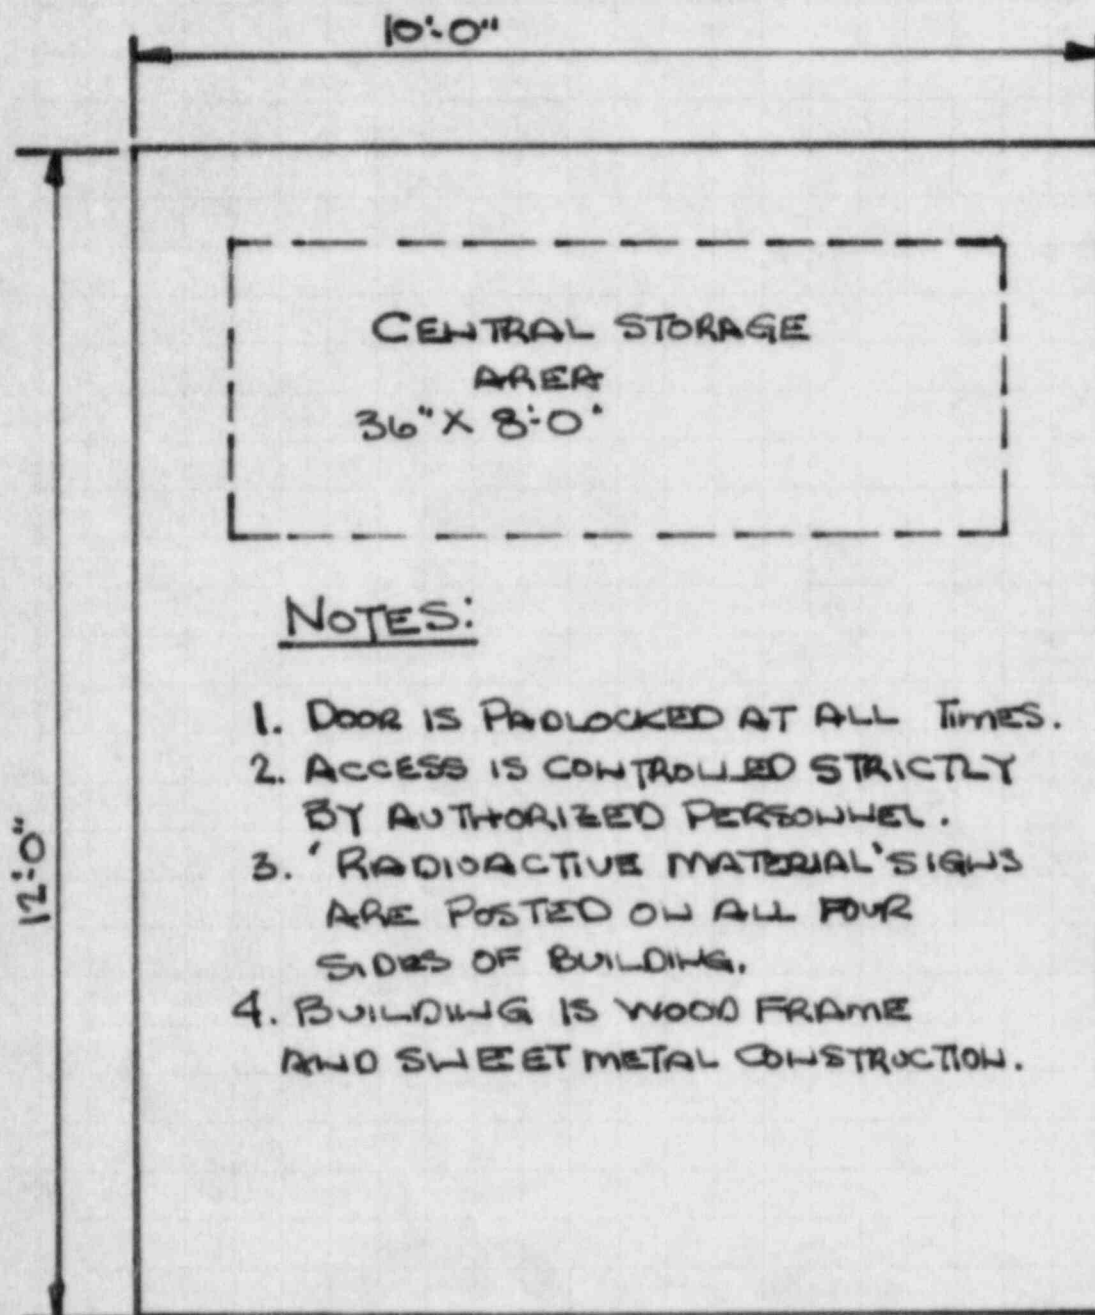 10'-0"
CENTRAL STORAGE
AREA
36" X 8'-0"
12'-0"
NOTES:
1. DOOR IS PADLOCKED AT ALL TIMES.
2. ACCESS IS CONTROLLED STRICTLY
BY AUTHORIZED PERSONNEL.
3. 'RADIOACTIVE MATERIAL' SIGNS
ARE POSTED ON ALL FOUR
SIDES OF BUILDING.
4. BUILDING IS WOOD FRAME
AND SHEET METAL CONSTRUCTION.